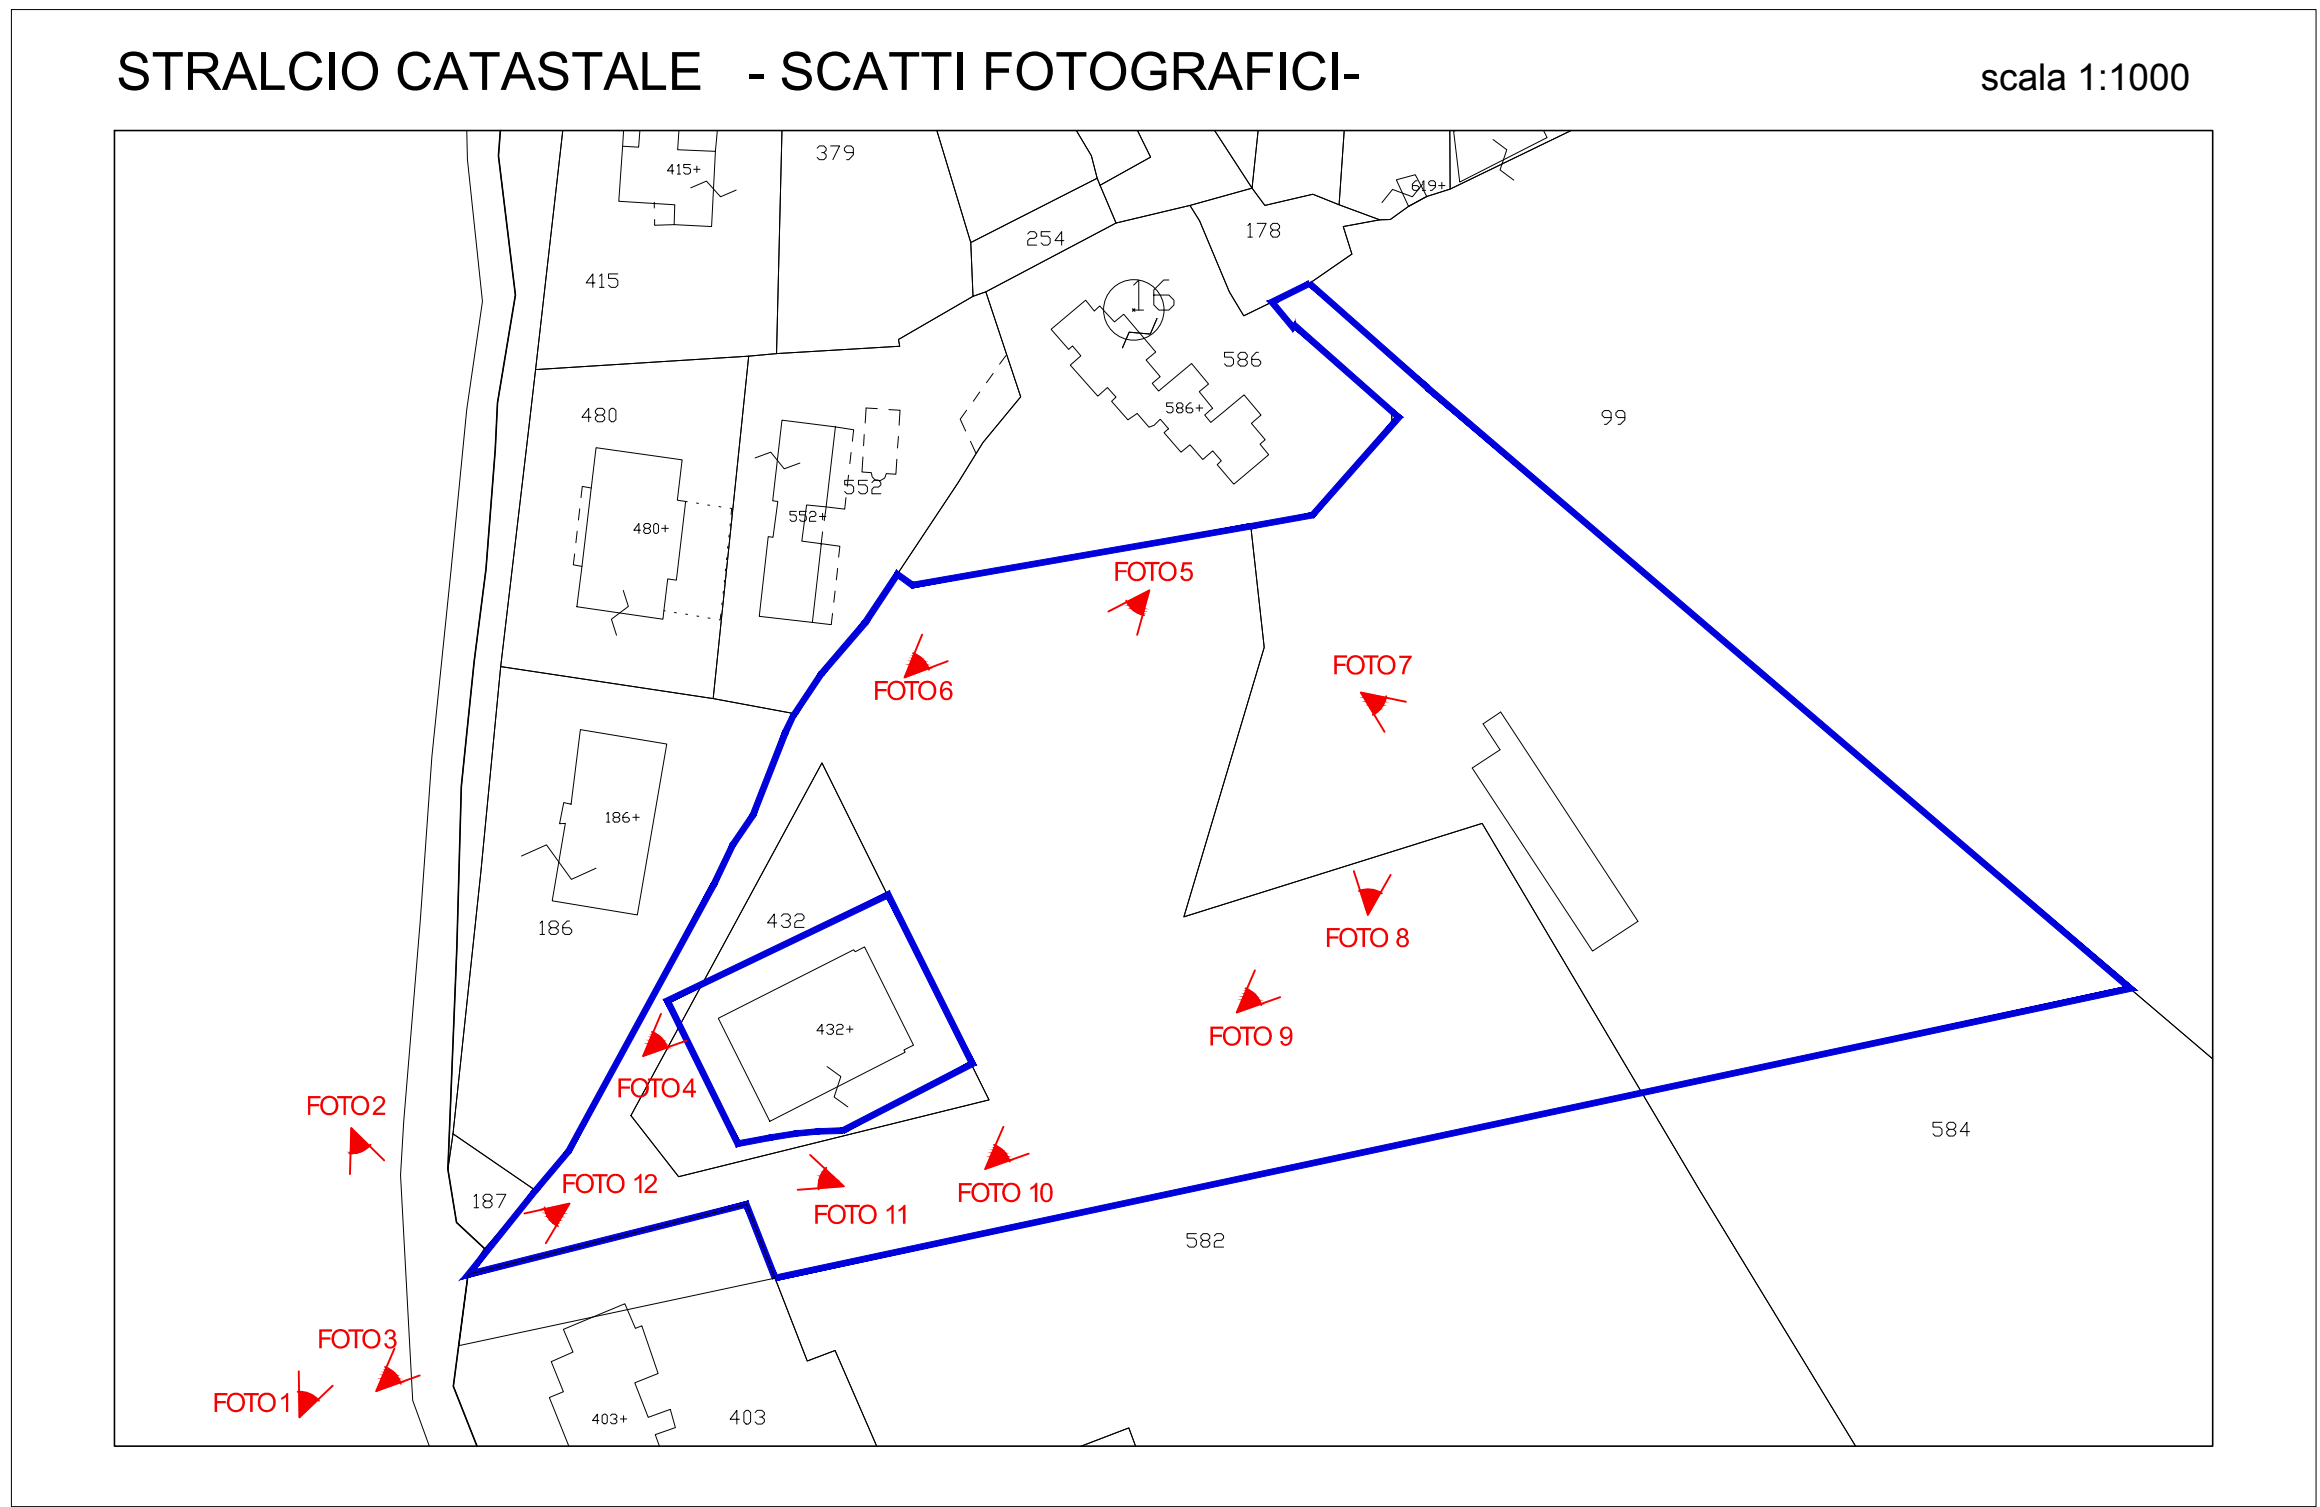 STRALCIO CATASTALE - SCATTI FOTOGRAFICI-
scala 1:1000
379
415+
619+
178
254
415
16
586
586+
480
99
552
552+
480+
FOTO5
FOTO7
FOTO6
186+
432
186
FOTO 8
432+
FOTO 9
FOTO4
FOTO2
584
FOTO 12
FOTO 10
187
FOTO 11
582
FOTO3
FOTO1
403+
403